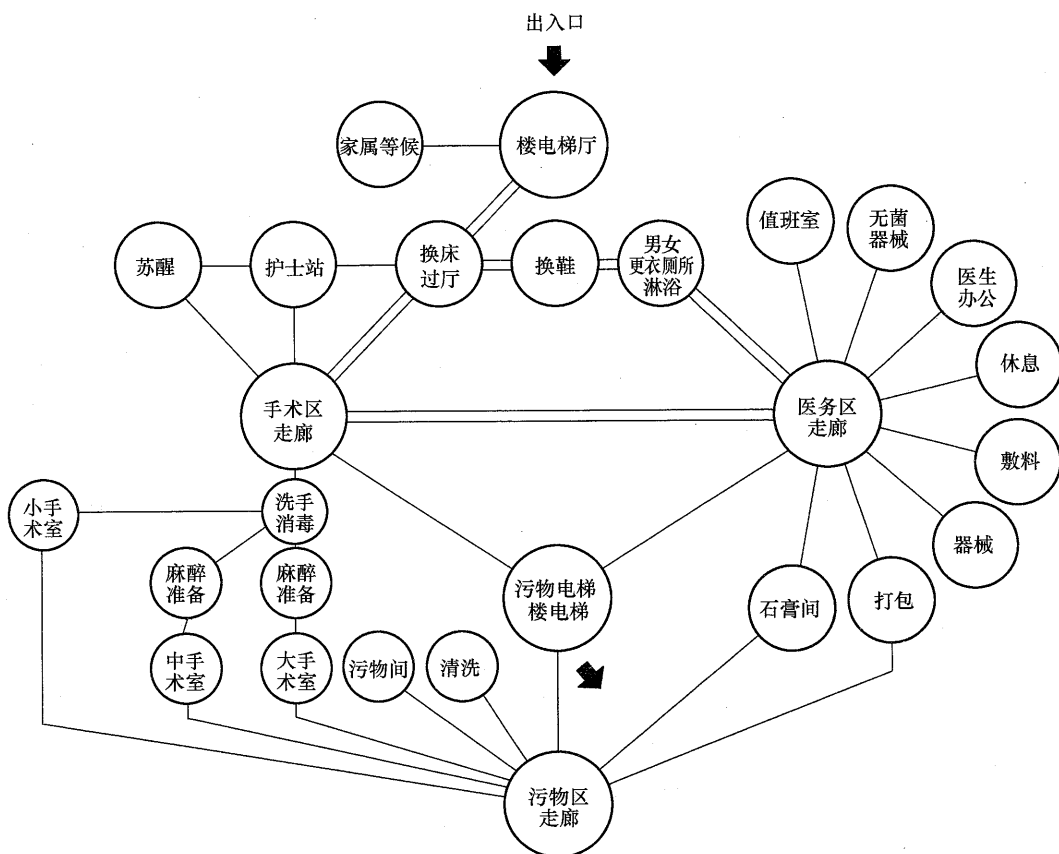 出入口
家属等候
楼电梯厅
值班室
无菌
器械
苏醒
护士站
换床
过厅
换鞋
男女
更衣厕所
淋浴
医生
办公
休息
手术区
走廊
医务区
走廊
敷料
小手
术室
洗手
消毒
器械
麻醉
准备
麻醉
准备
污物电梯
楼电梯
石膏间
打包
中手
术室
大手
术室
污物间
清洗
污物区
走廊